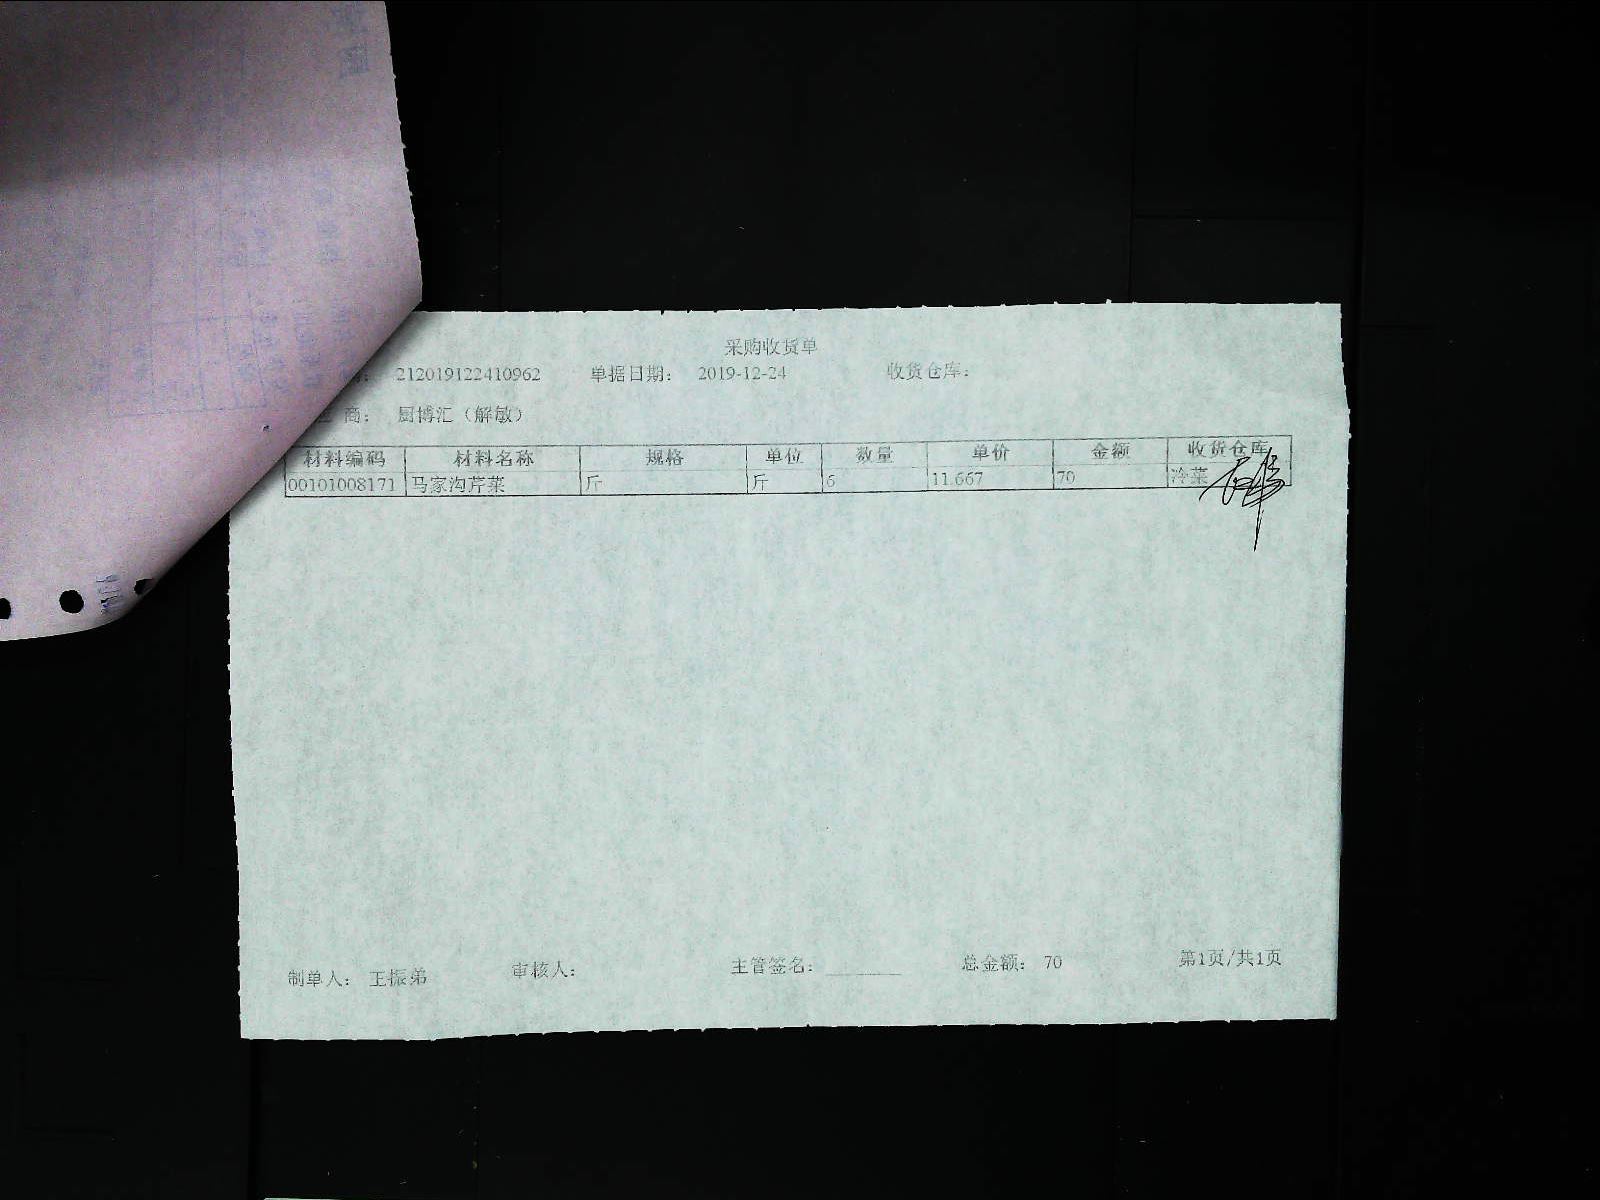 采购收货单
: 212019122410962 单据日期: 2019-12-24 收货仓库:
商: 厨博汇（解敏）
材料编码 材料名称 规格 单位 数量 单价 金额 收货仓库
00101008171 马家沟芹菜 斤 斤 6 11.667 70 冷菜
制单人: 王振弟 审核人: 主管签名: 总金额: 70 第1页/共1页